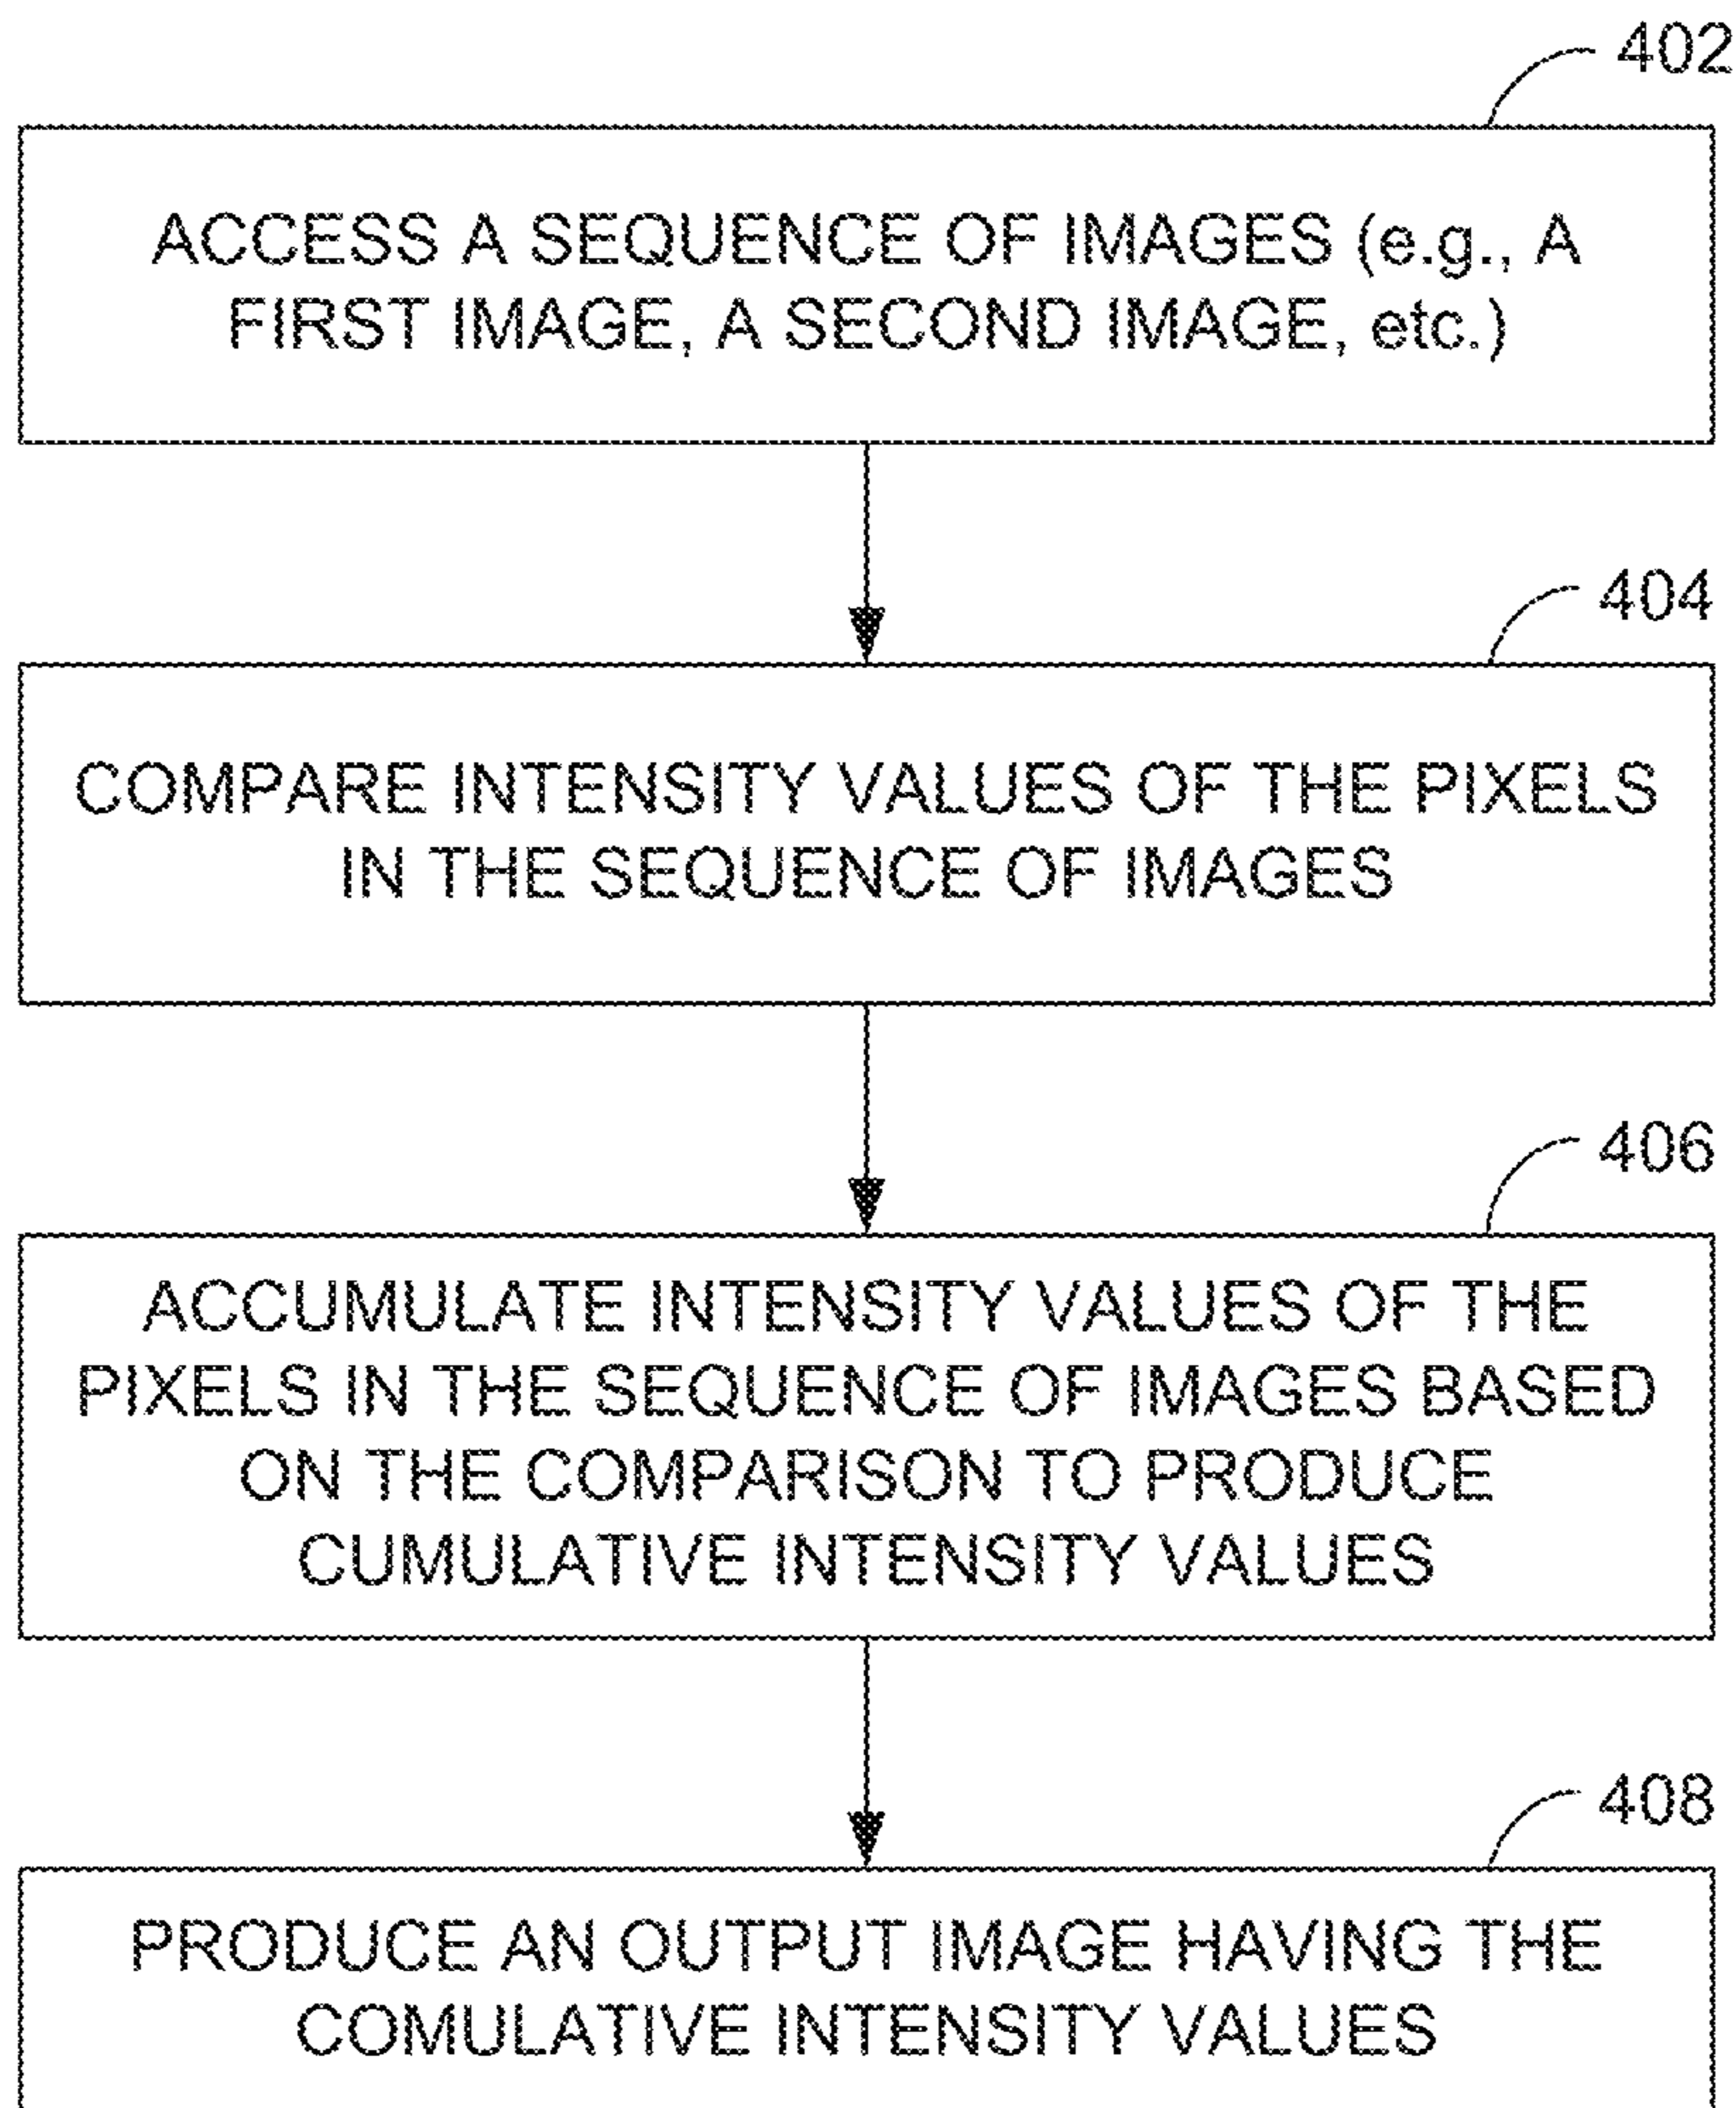 402
ACCESS A SEQUENCE OF IMAGES (e.g., A
FIRST IMAGE, A SECOND IMAGE, etc.)
404
COMPARE INTENSITY VALUES OF THE PIXELS
IN THE SEQUENCE OF IMAGES
406
ACCUMULATE INTENSITY VALUES OF THE
PIXELS IN THE SEQUENCE OF IMAGES BASED
ON THE COMPARISON TO PRODUCE
CUMULATIVE INTENSITY VALUES
408
PRODUCE AN OUTPUT IMAGE HAVING THE
COMULATIVE INTENSITY VALUES